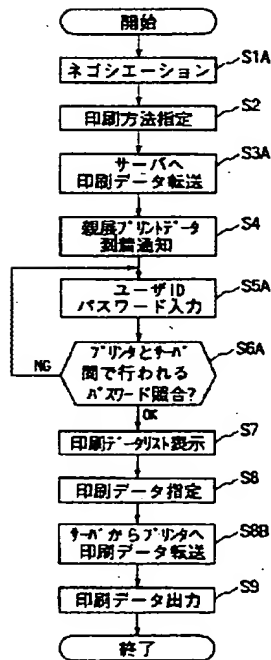 開始
ネゴシエーション
S1A
印刷方法指定
S2
サーバへ
印刷データ転送
S3A
親展プリントデータ
到着通知
S4
ユーザID
パスワード入力
S5A
プリンタとサーバ
間で行われる
パスワード照合?
S6A
NG
OK
印刷データリスト表示
S7
印刷データ指定
S8
サーバからプリンタへ
印刷データ転送
S8B
印刷データ出力
S9
終了